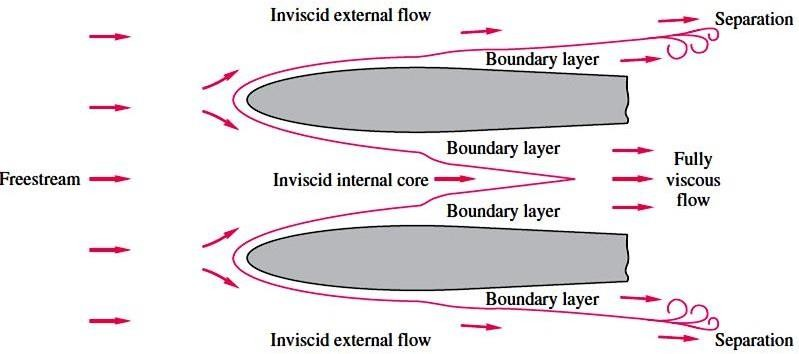 Inviscid external flow
Separation
Boundary layer
Boundary layer
Fully
viscous
flow
Freestream
Inviscid internal core
Boundary layer
Boundary layer
Inviscid external flow
Separation